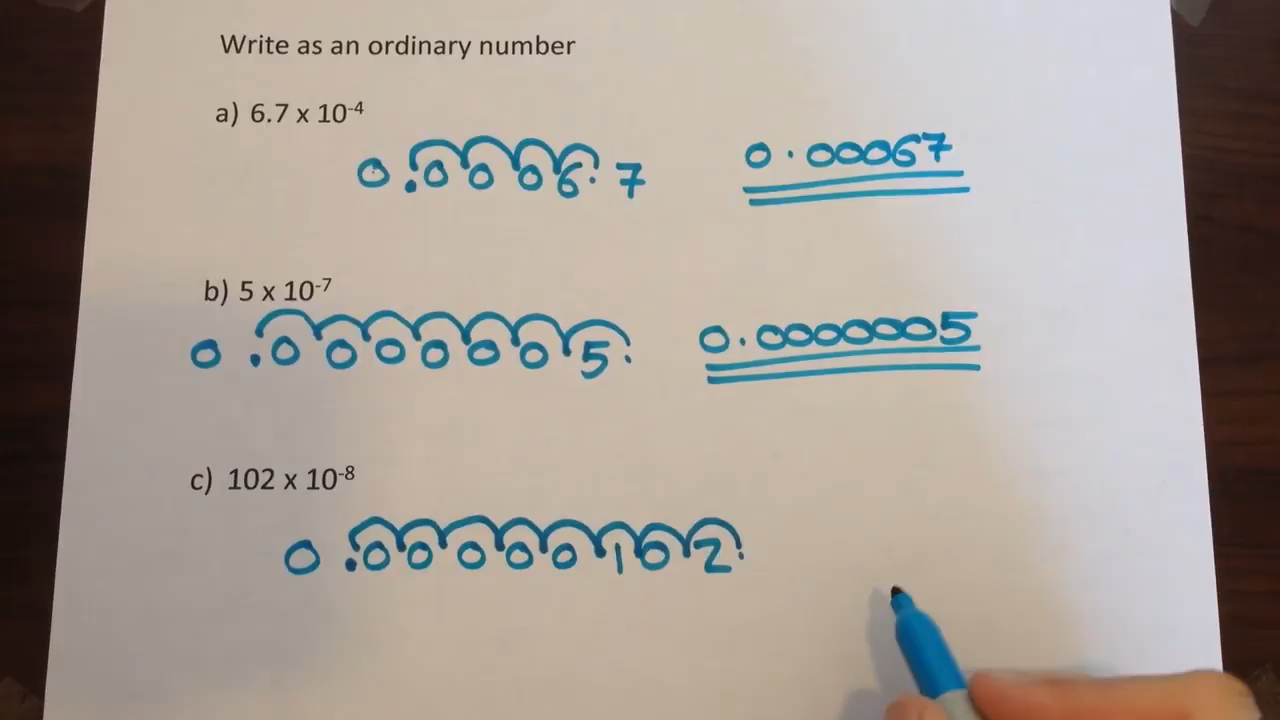 Write as an ordinary number
a) 6.7 x 10⁻⁴
0.0006.7 0.00067
b) 5 x 10⁻⁷
0.0000005. 0.0000005
c) 102 x 10⁻⁸
0.00000102.